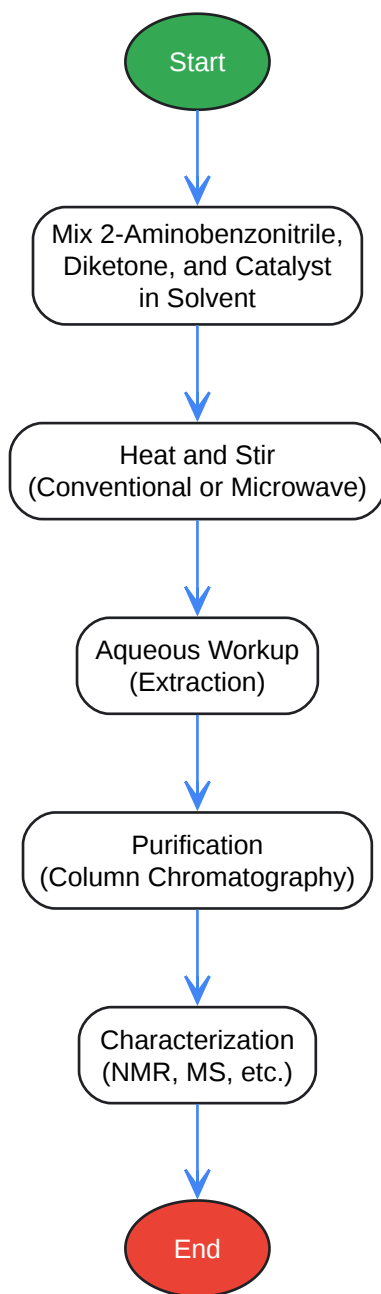 Start
Mix 2-Aminobenzonitrile,
Diketone, and Catalyst
in Solvent
Heat and Stir
(Conventional or Microwave)
Aqueous Workup
(Extraction)
Purification
(Column Chromatography)
Characterization
(NMR, MS, etc.)
End